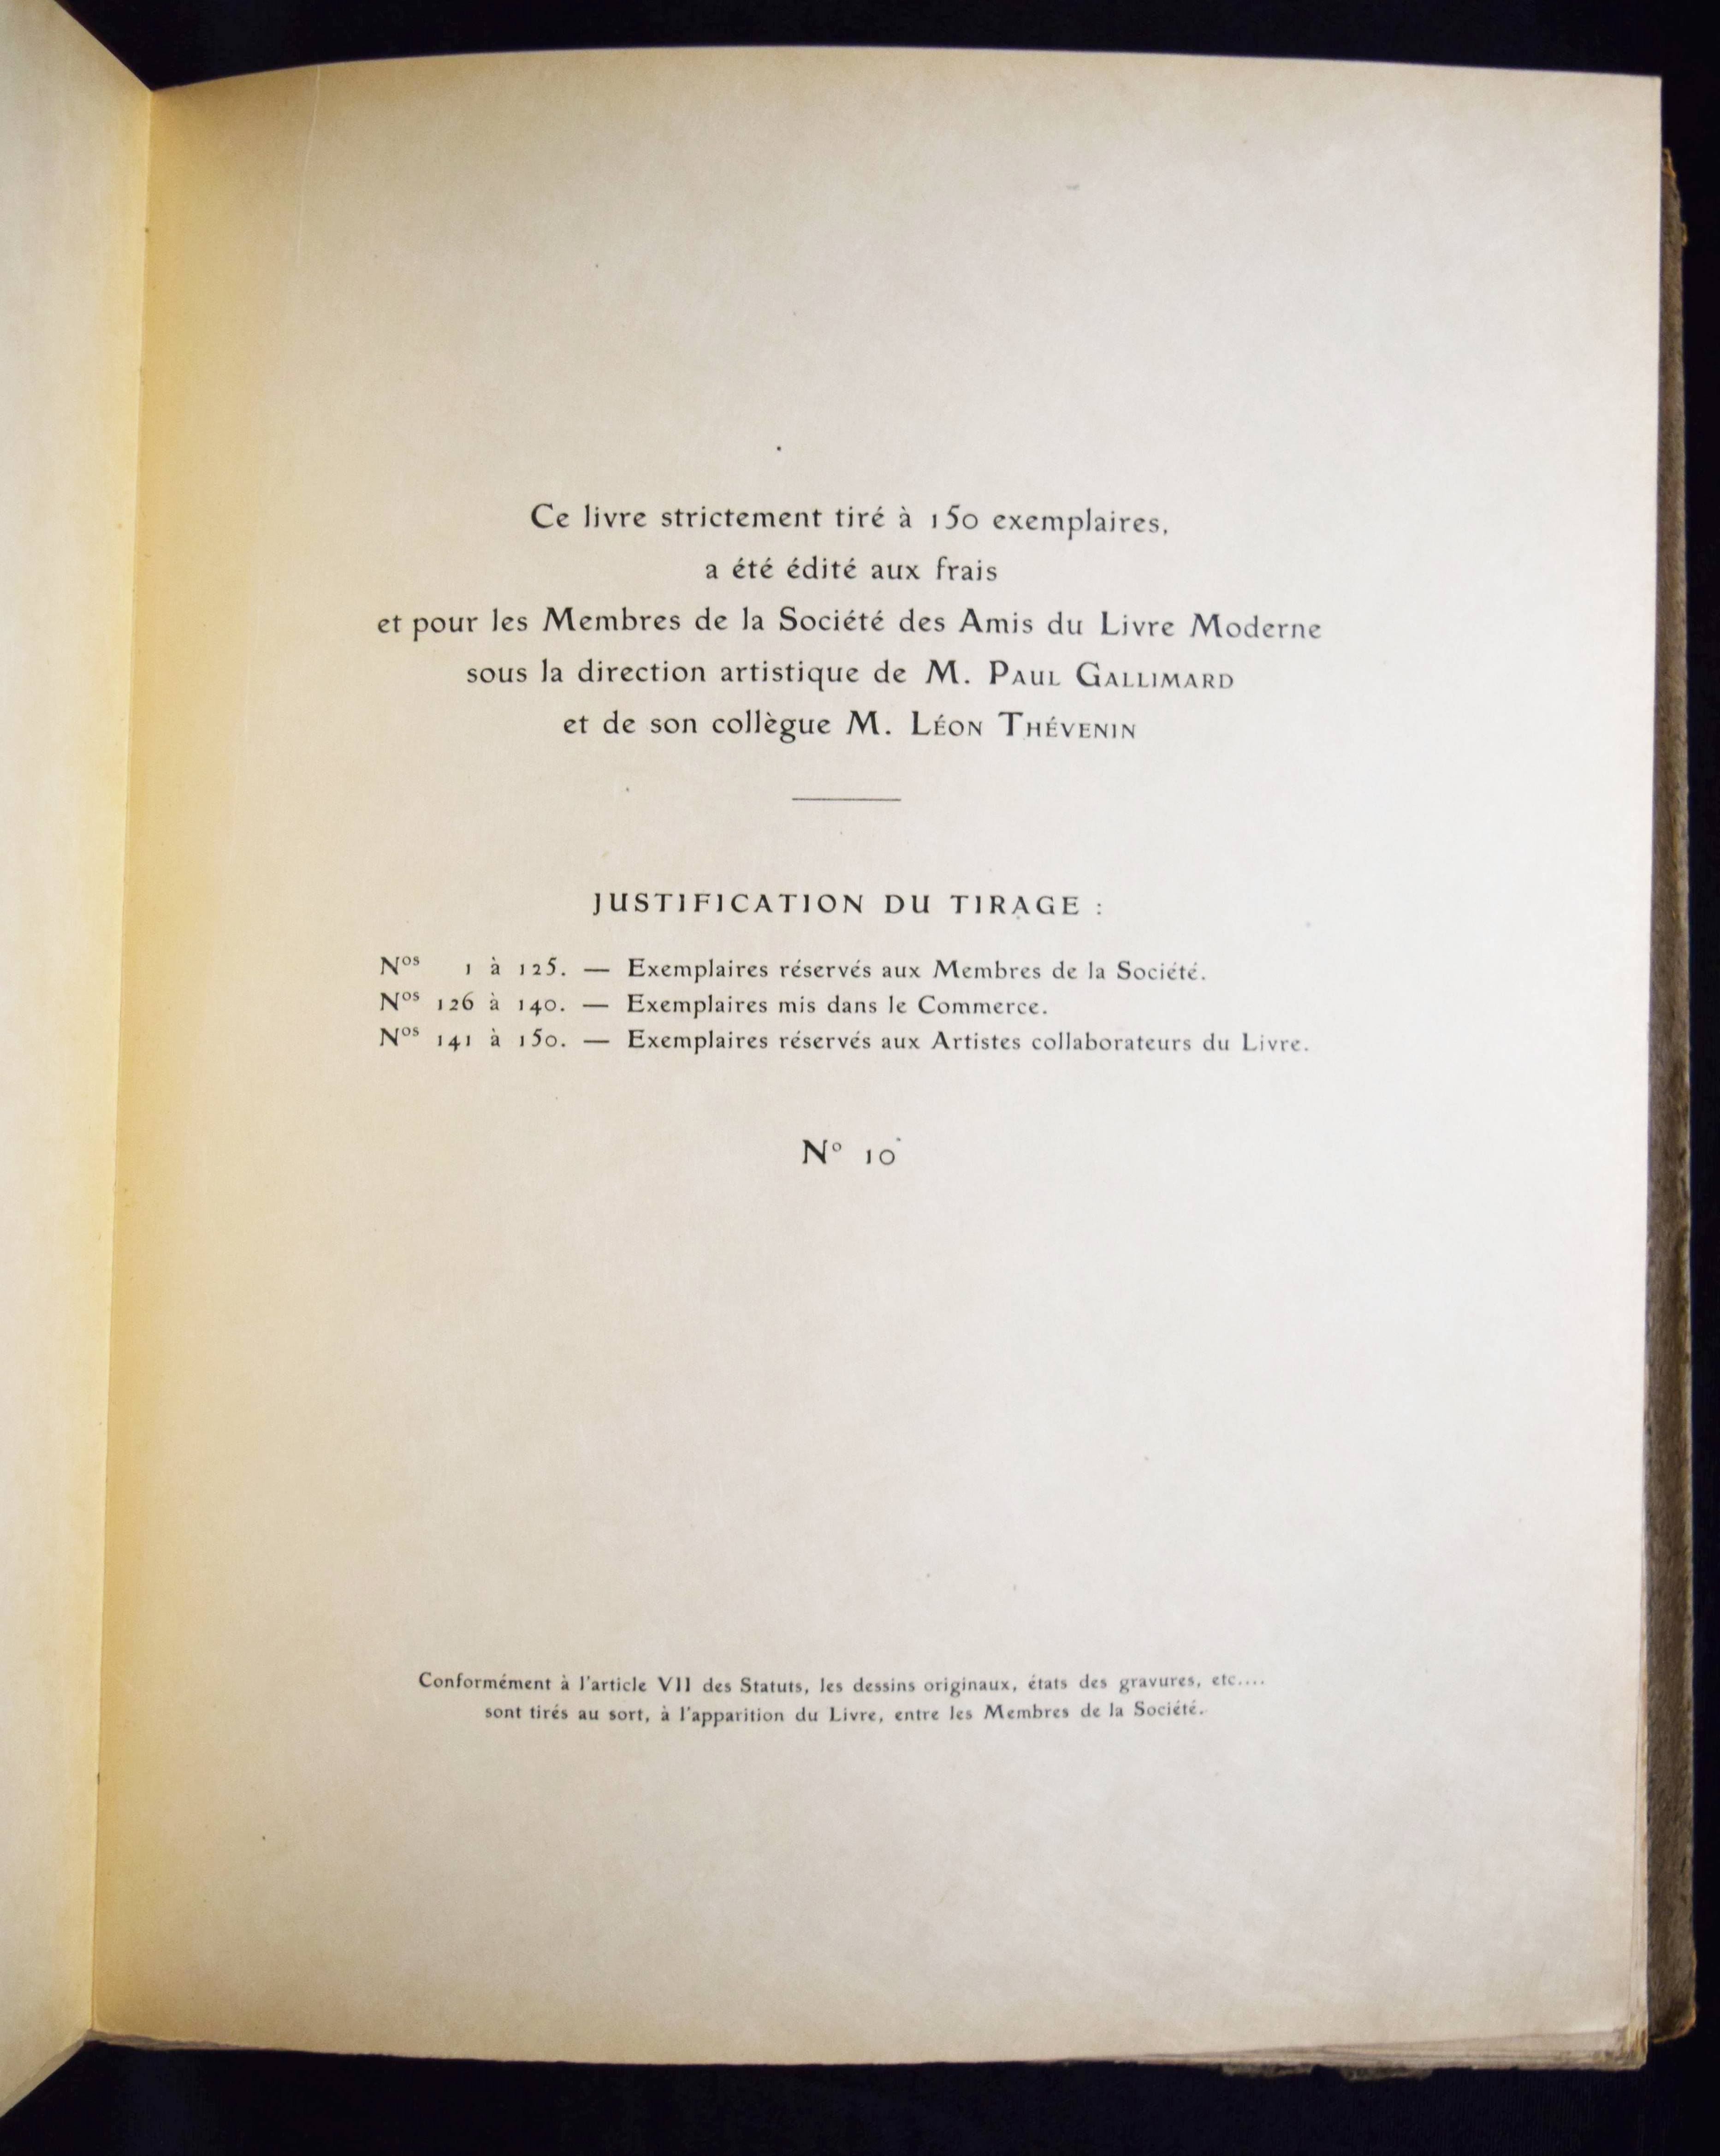 Ce livre strictement tiré à 150 exemplaires,
a été édité aux frais
et pour les Membres de la Société des Amis du Livre Moderne
sous la direction artistique de M. PAUL GALLIMARD
et de son collègue M. LÉON THÉVENIN
JUSTIFICATION DU TIRAGE :
Nos 1 à 125. — Exemplaires réservés aux Membres de la Société.
Nos 126 à 140. — Exemplaires mis dans le Commerce.
Nos 141 à 150. — Exemplaires réservés aux Artistes collaborateurs du Livre.
No 10
Conformément à l'article VII des Statuts, les dessins originaux, états des gravures, etc....
sont tirés au sort, à l'apparition du Livre, entre les Membres de la Société.